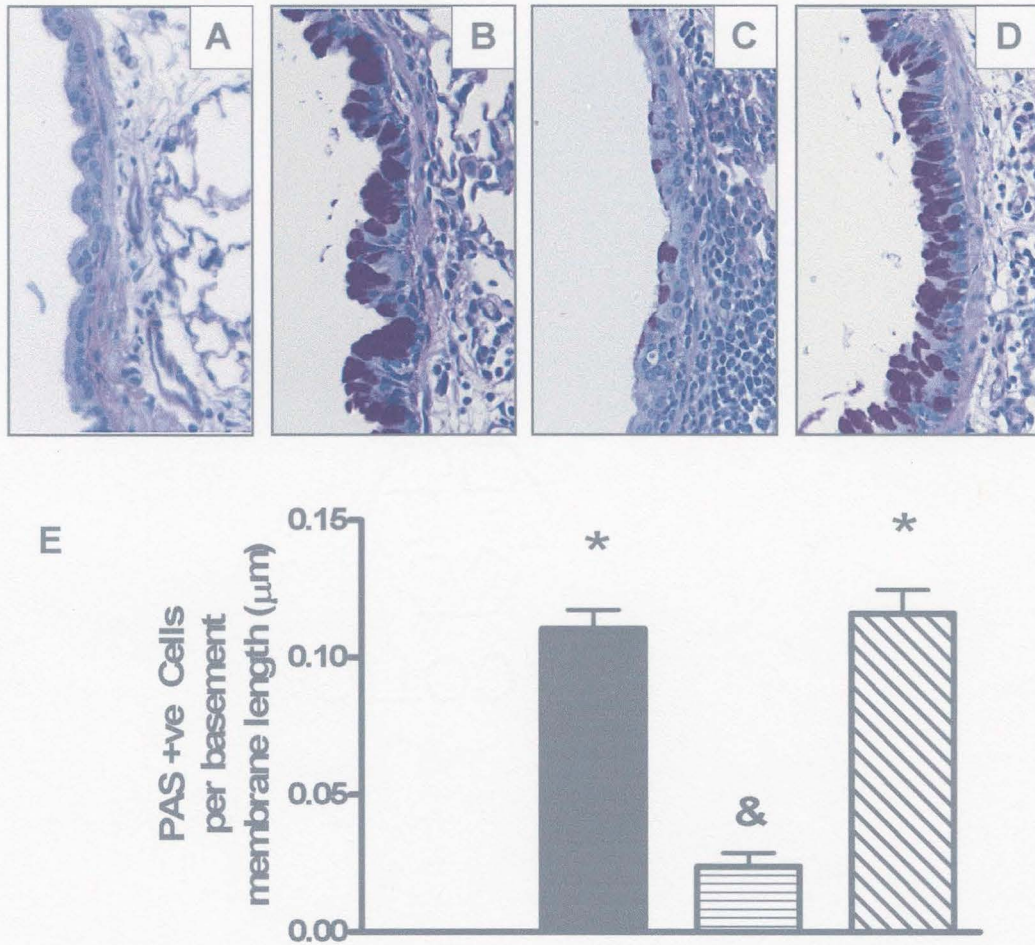 A
B
C
D
E
PAS +ve Cells
per basement
membrane length (μm)
0.15
0.10
0.05
0.00
*
&
*